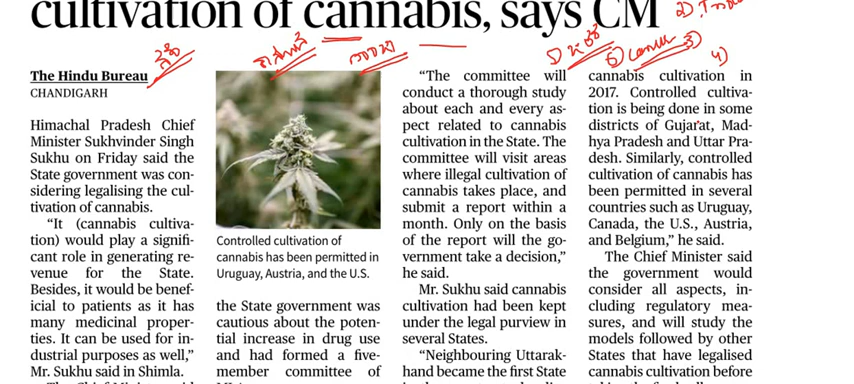 cultivation of cannabis, says CM
The Hindu Bureau
CHANDIGARH
Himachal Pradesh Chief
Minister Sukhvinder Singh
Sukhu on Friday said the
State government was con-
sidering legalising the cul-
tivation of cannabis.
“It (cannabis cultiva-
tion) would play a signifi-
cant role in generating re-
venue for the State.
Besides, it would be benef-
icial to patients as it has
many medicinal proper-
ties. It can be used for in-
dustrial purposes as well,”
Mr. Sukhu said in Shimla.
Controlled cultivation of
cannabis has been permitted in
Uruguay, Austria, and the U.S.
the State government was
cautious about the poten-
tial increase in drug use
and had formed a five-
member committee of
“The committee will
conduct a thorough study
about each and every as-
pect related to cannabis
cultivation in the State. The
committee will visit areas
where illegal cultivation of
cannabis takes place, and
submit a report within a
month. Only on the basis
of the report will the go-
vernment take a decision,”
he said.
Mr. Sukhu said cannabis
cultivation had been kept
under the legal purview in
several States.
“Neighbouring Uttarak-
hand became the first State
cannabis cultivation in
2017. Controlled cultiva-
tion is being done in some
districts of Gujarat, Mad-
hya Pradesh and Uttar Pra-
desh. Similarly, controlled
cultivation of cannabis has
been permitted in several
countries such as Uruguay,
Canada, the U.S., Austria,
and Belgium,” he said.
The Chief Minister said
the government would
consider all aspects, in-
cluding regulatory mea-
sures, and will study the
models followed by other
States that have legalised
cannabis cultivation before